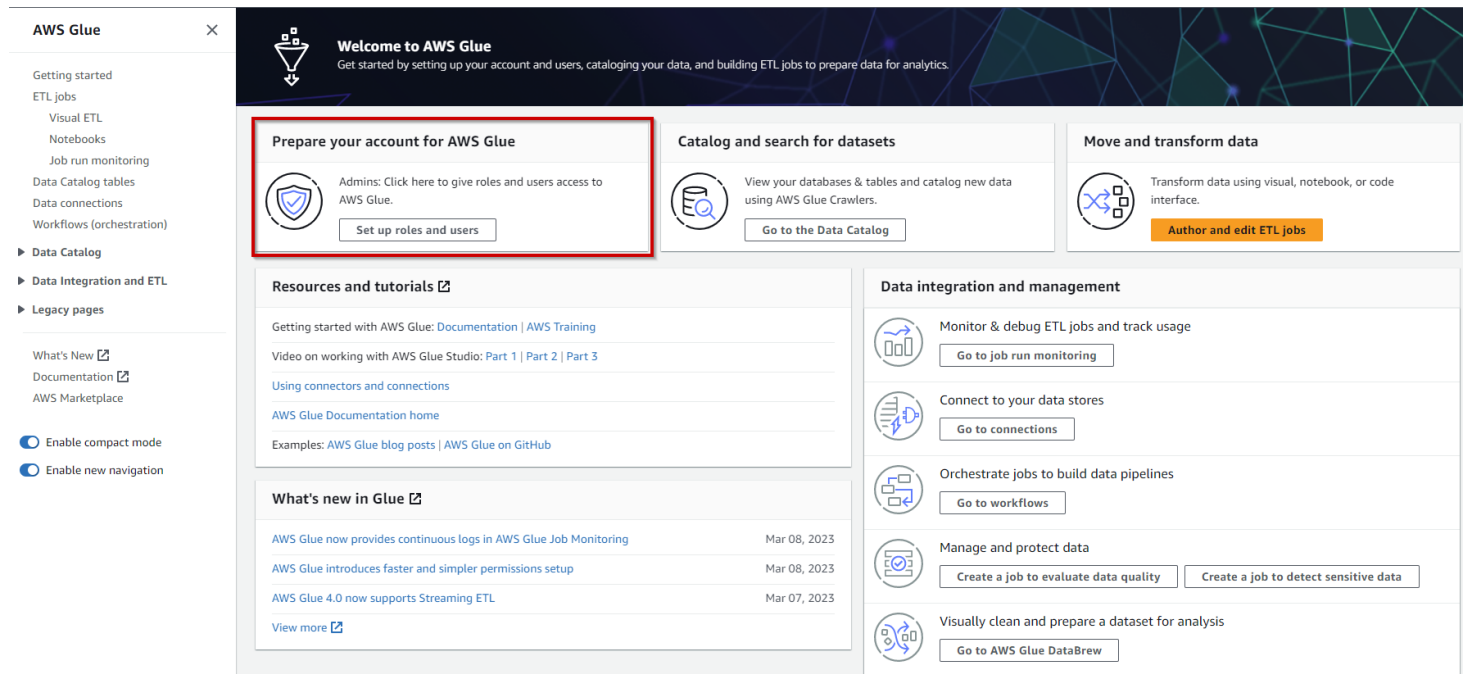 AWS Glue
Getting started
ETL jobs
Visual ETL
Notebooks
Job run monitoring
Data Catalog tables
Data connections
Workflows (orchestration)
Data Catalog
Data Integration and ETL
Legacy pages
What's New
Documentation
AWS Marketplace
Enable compact mode
Enable new navigation
Welcome to AWS Glue
Get started by setting up your account and users, cataloging your data, and building ETL jobs to prepare data for analytics.
Prepare your account for AWS Glue
Admins: Click here to give roles and users access to
AWS Glue.
Set up roles and users
Catalog and search for datasets
View your databases & tables and catalog new data
using AWS Glue Crawlers.
Go to the Data Catalog
Move and transform data
Transform data using visual, notebook, or code
interface.
Author and edit ETL jobs
Resources and tutorials
Getting started with AWS Glue: Documentation | AWS Training
Video on working with AWS Glue Studio: Part 1 | Part 2 | Part 3
Using connectors and connections
AWS Glue Documentation home
Examples: AWS Glue blog posts | AWS Glue on GitHub
What's new in Glue
AWS Glue now provides continuous logs in AWS Glue Job Monitoring Mar 08, 2023
AWS Glue introduces faster and simpler permissions setup Mar 08, 2023
AWS Glue 4.0 now supports Streaming ETL Mar 07, 2023
View more
Data integration and management
Monitor & debug ETL jobs and track usage
Go to job run monitoring
Connect to your data stores
Go to connections
Orchestrate jobs to build data pipelines
Go to workflows
Manage and protect data
Create a job to evaluate data quality Create a job to detect sensitive data
Visually clean and prepare a dataset for analysis
Go to AWS Glue DataBrew